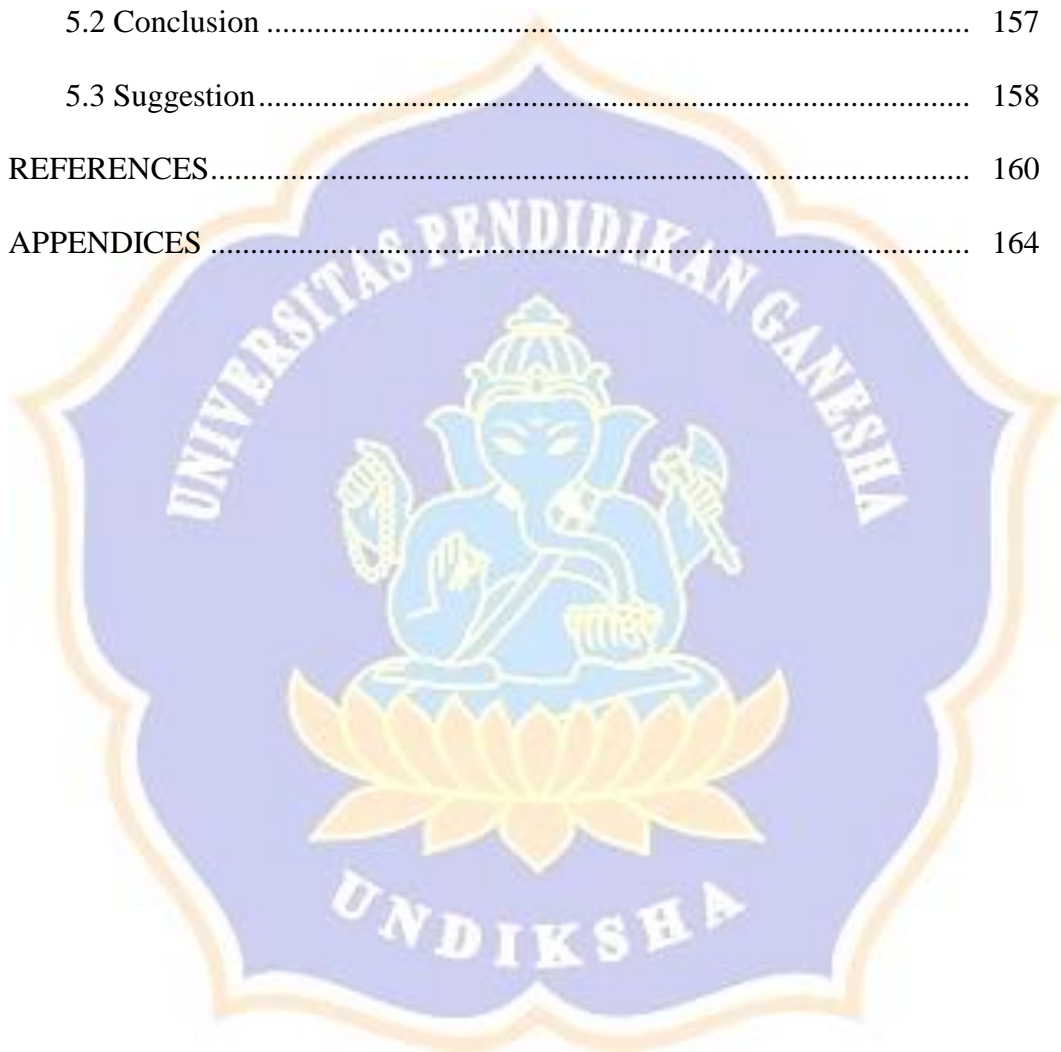 5.2 Conclusion .......................................................................................... 157
5.3 Suggestion........................................................................................... 158
REFERENCES................................................................................................. 160
APPENDICES ................................................................................................. 164
UNIVERSITAS PENDIDIKAN GANESHA
UNDIKSHA